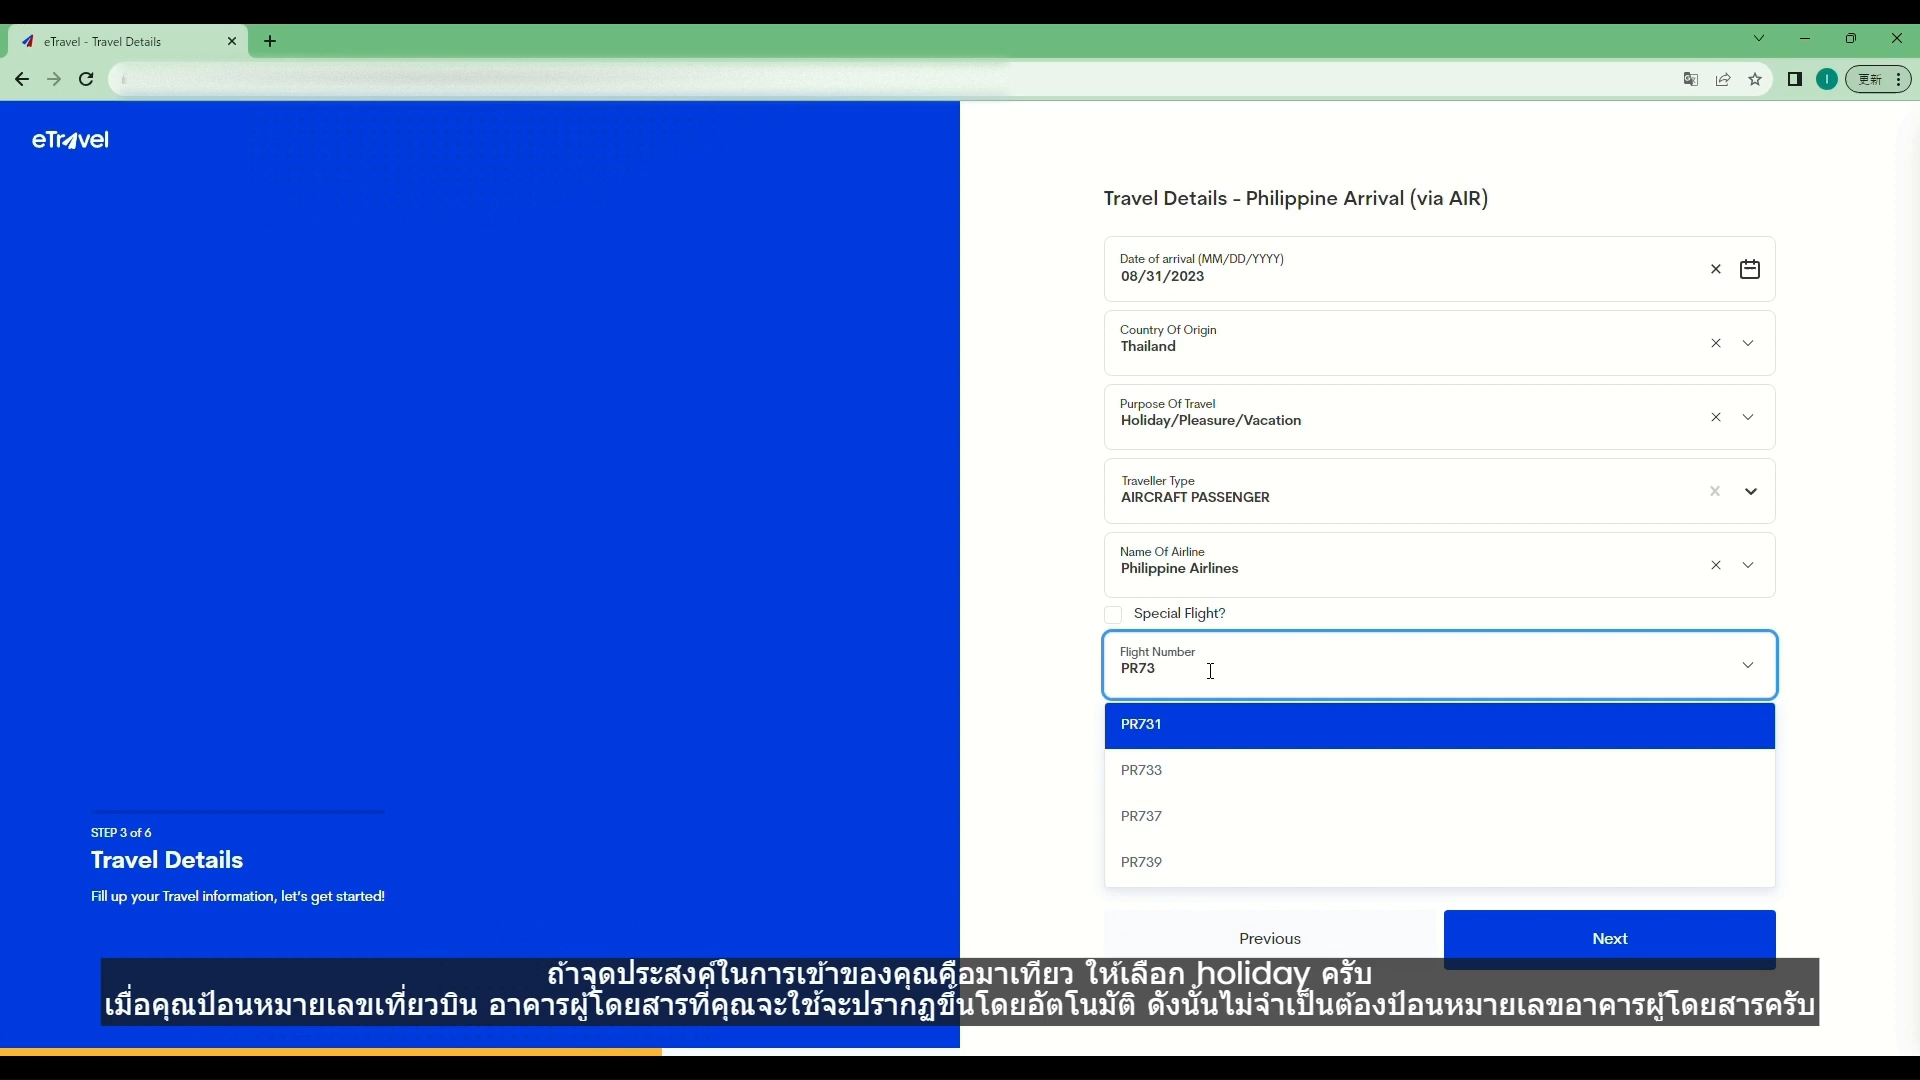 eTravel - Travel Details
更新
eTravel
Travel Details - Philippine Arrival (via AIR)
Date of arrival (MM/DD/YYYY)
08/31/2023
Country Of Origin
Thailand
Purpose Of Travel
Holiday/Pleasure/Vacation
Traveller Type
AIRCRAFT PASSENGER
Name Of Airline
Philippine Airlines
Special Flight?
Flight Number
PR73
PR731
PR733
PR737
PR739
STEP 3 of 6
Travel Details
Fill up your Travel information, let's get started!
Previous
Next
ถ้าจุดประสงค์ในการเข้าของคุณคือมาเที่ยว ให้เลือก holiday ครับ
เมื่อคุณป้อนหมายเลขเที่ยวบิน อาคารผู้โดยสารที่คุณจะใช้จะปรากฏขึ้นโดยอัตโนมัติ ดังนั้นไม่จำเป็นต้องป้อนหมายเลขอาคารผู้โดยสารครับ